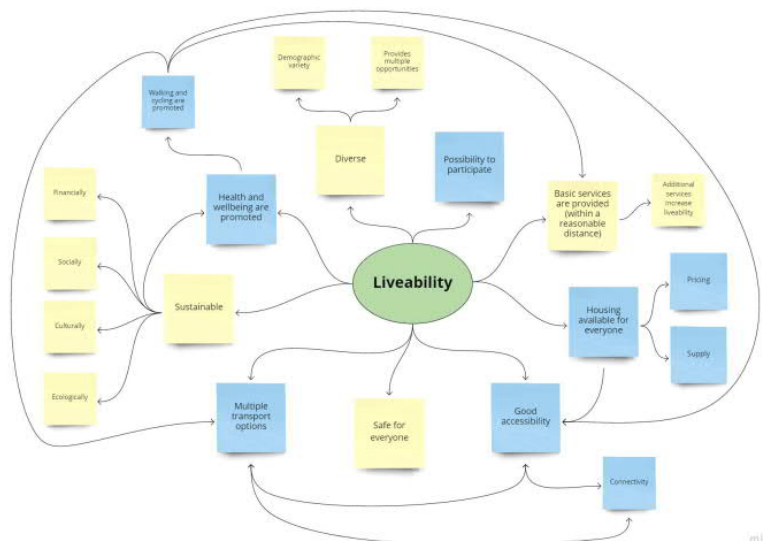 Demographic
variety
Provides
multiple
opportunities
Walking and
cycling are
promoted
Diverse
Possibility to
participate
Health and
wellbeing are
promoted
Basic services
are provided
(within a
reasonable
distance)
Additional
services
increase
liveability
Financially
Socially
Culturally
Ecologically
Sustainable
Liveability
Housing
available for
everyone
Pricing
Supply
Multiple
transport
options
Safe for
everyone
Good
accessibility
Connectivity
mi